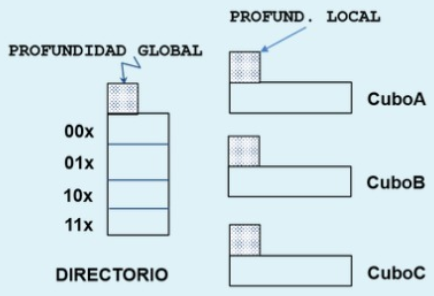 PROFUND. LOCAL
PROFUNDIDAD GLOBAL
CuboA
00x
01x
10x
11x
CuboB
CuboC
DIRECTORIO